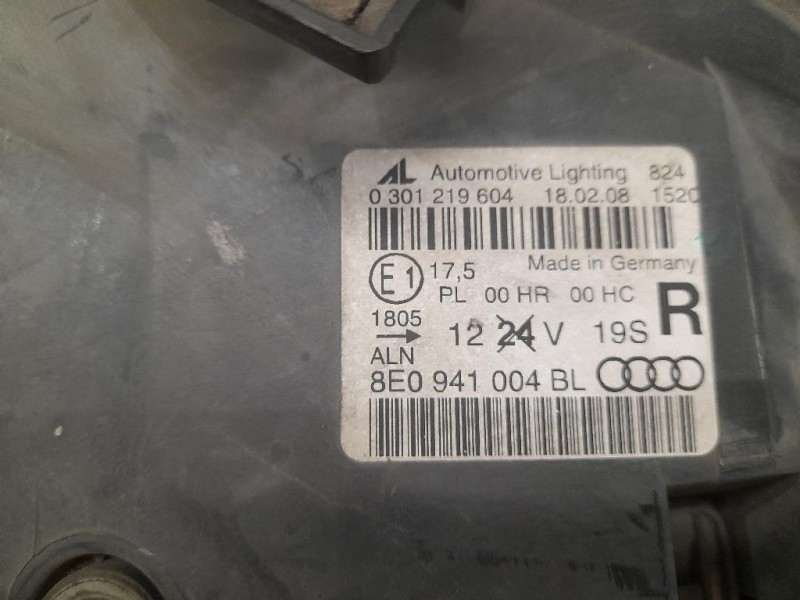 AL Automotive Lighting 824
0 301 219 604 18.02.08 1520
E1 17,5 Made in Germany
PL 00 HR 00 HC R
1805 12 24 V 19S
ALN
8E0 941 004 BL